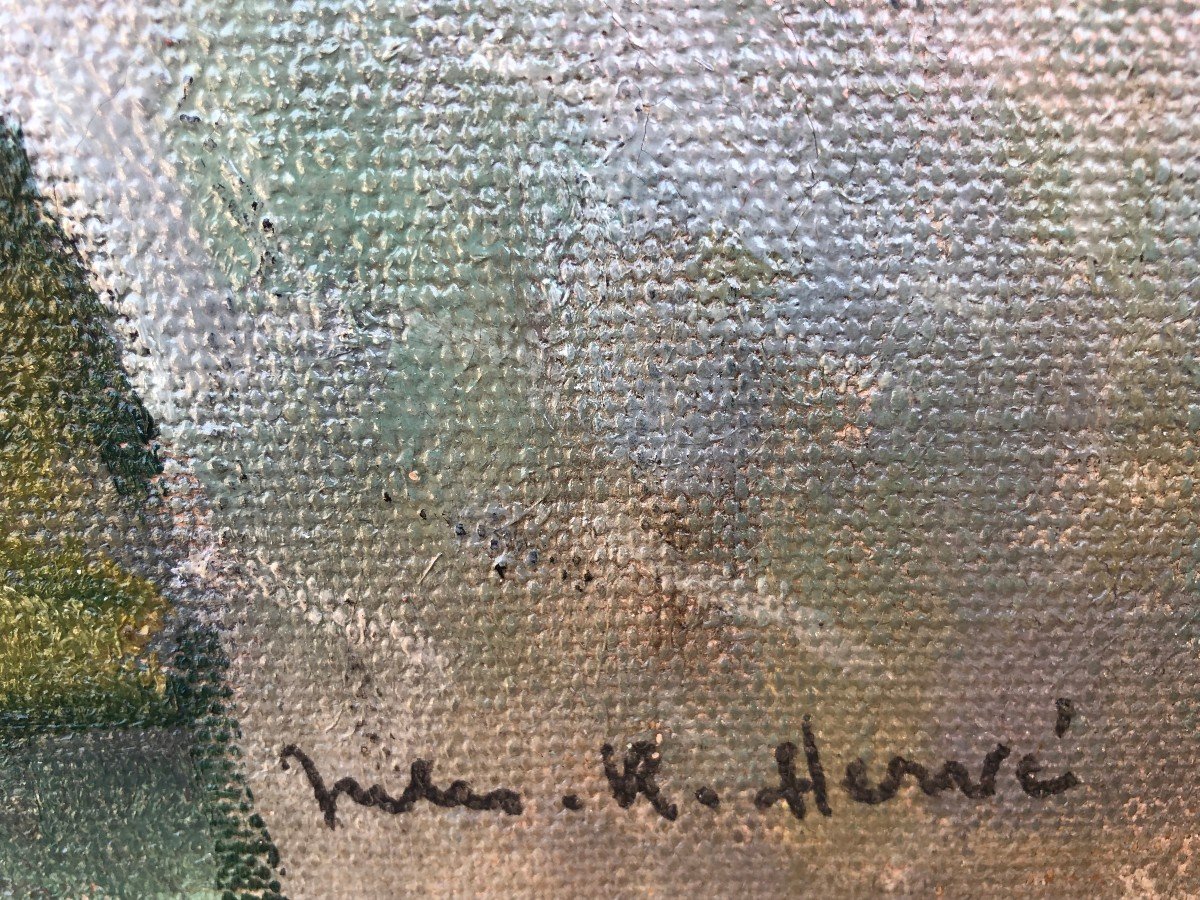 Jules . R. Hervé